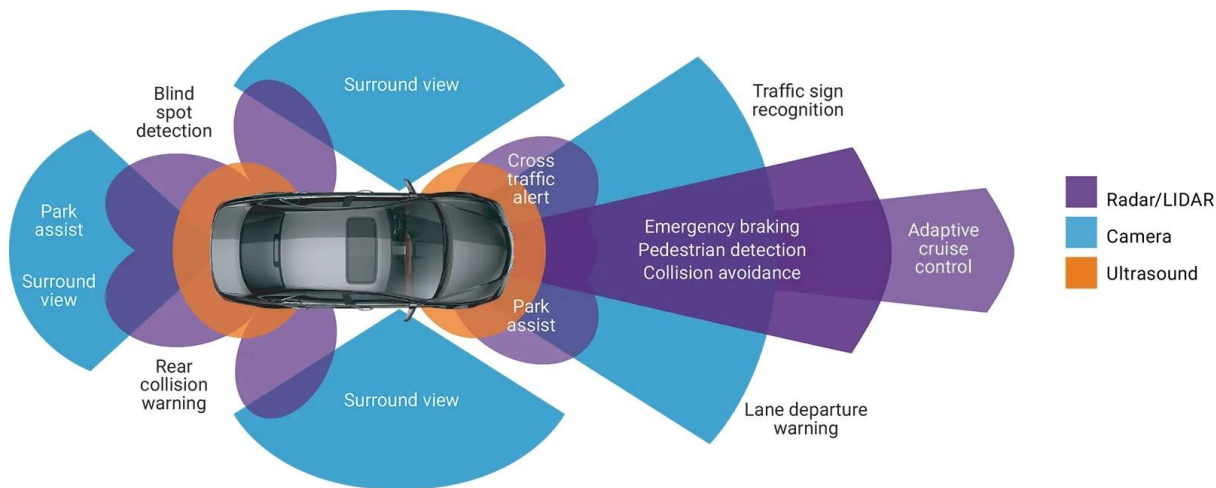 Surround view
Blind
spot
detection
Traffic sign
recognition
Cross
traffic
alert
Park
assist
Surround
view
Emergency braking
Pedestrian detection
Collision avoidance
Adaptive
cruise
control
Radar/LIDAR
Camera
Ultrasound
Park
assist
Rear
collision
warning
Surround view
Lane departure
warning